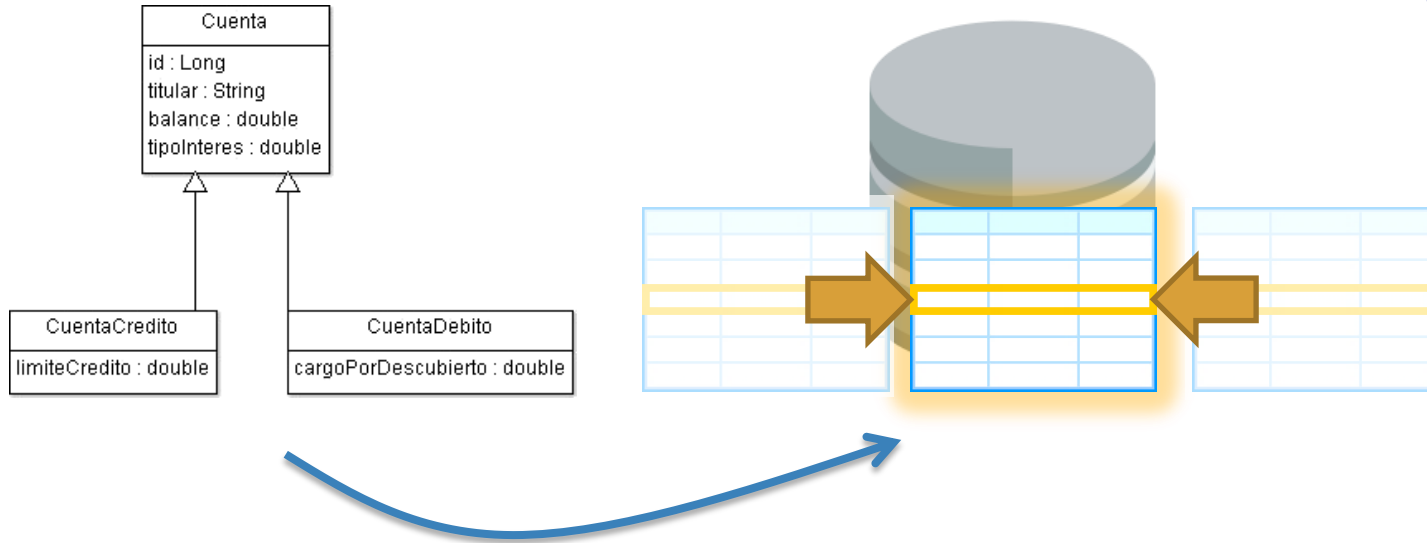 Cuenta
id : Long
titular : String
balance : double
tipoInteres : double
CuentaCredito
limiteCredito : double
CuentaDebito
cargoPorDescubierto : double